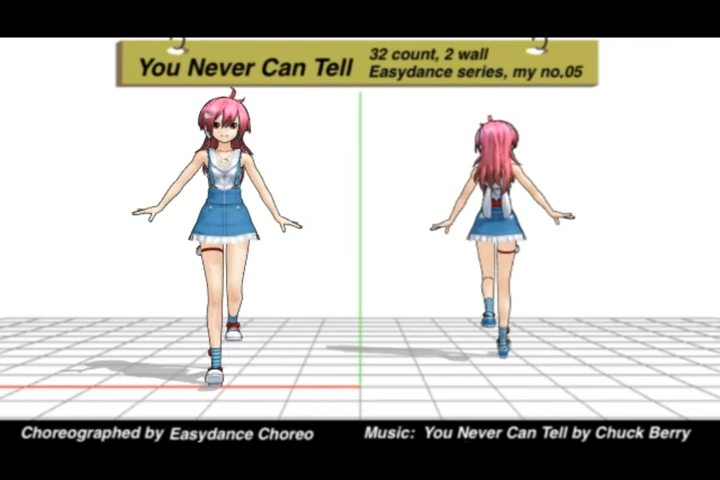 You Never Can Tell
32 count, 2 wall
Easydance series, my no.05
Choreographed by Easydance Choreo
Music: You Never Can Tell by Chuck Berry